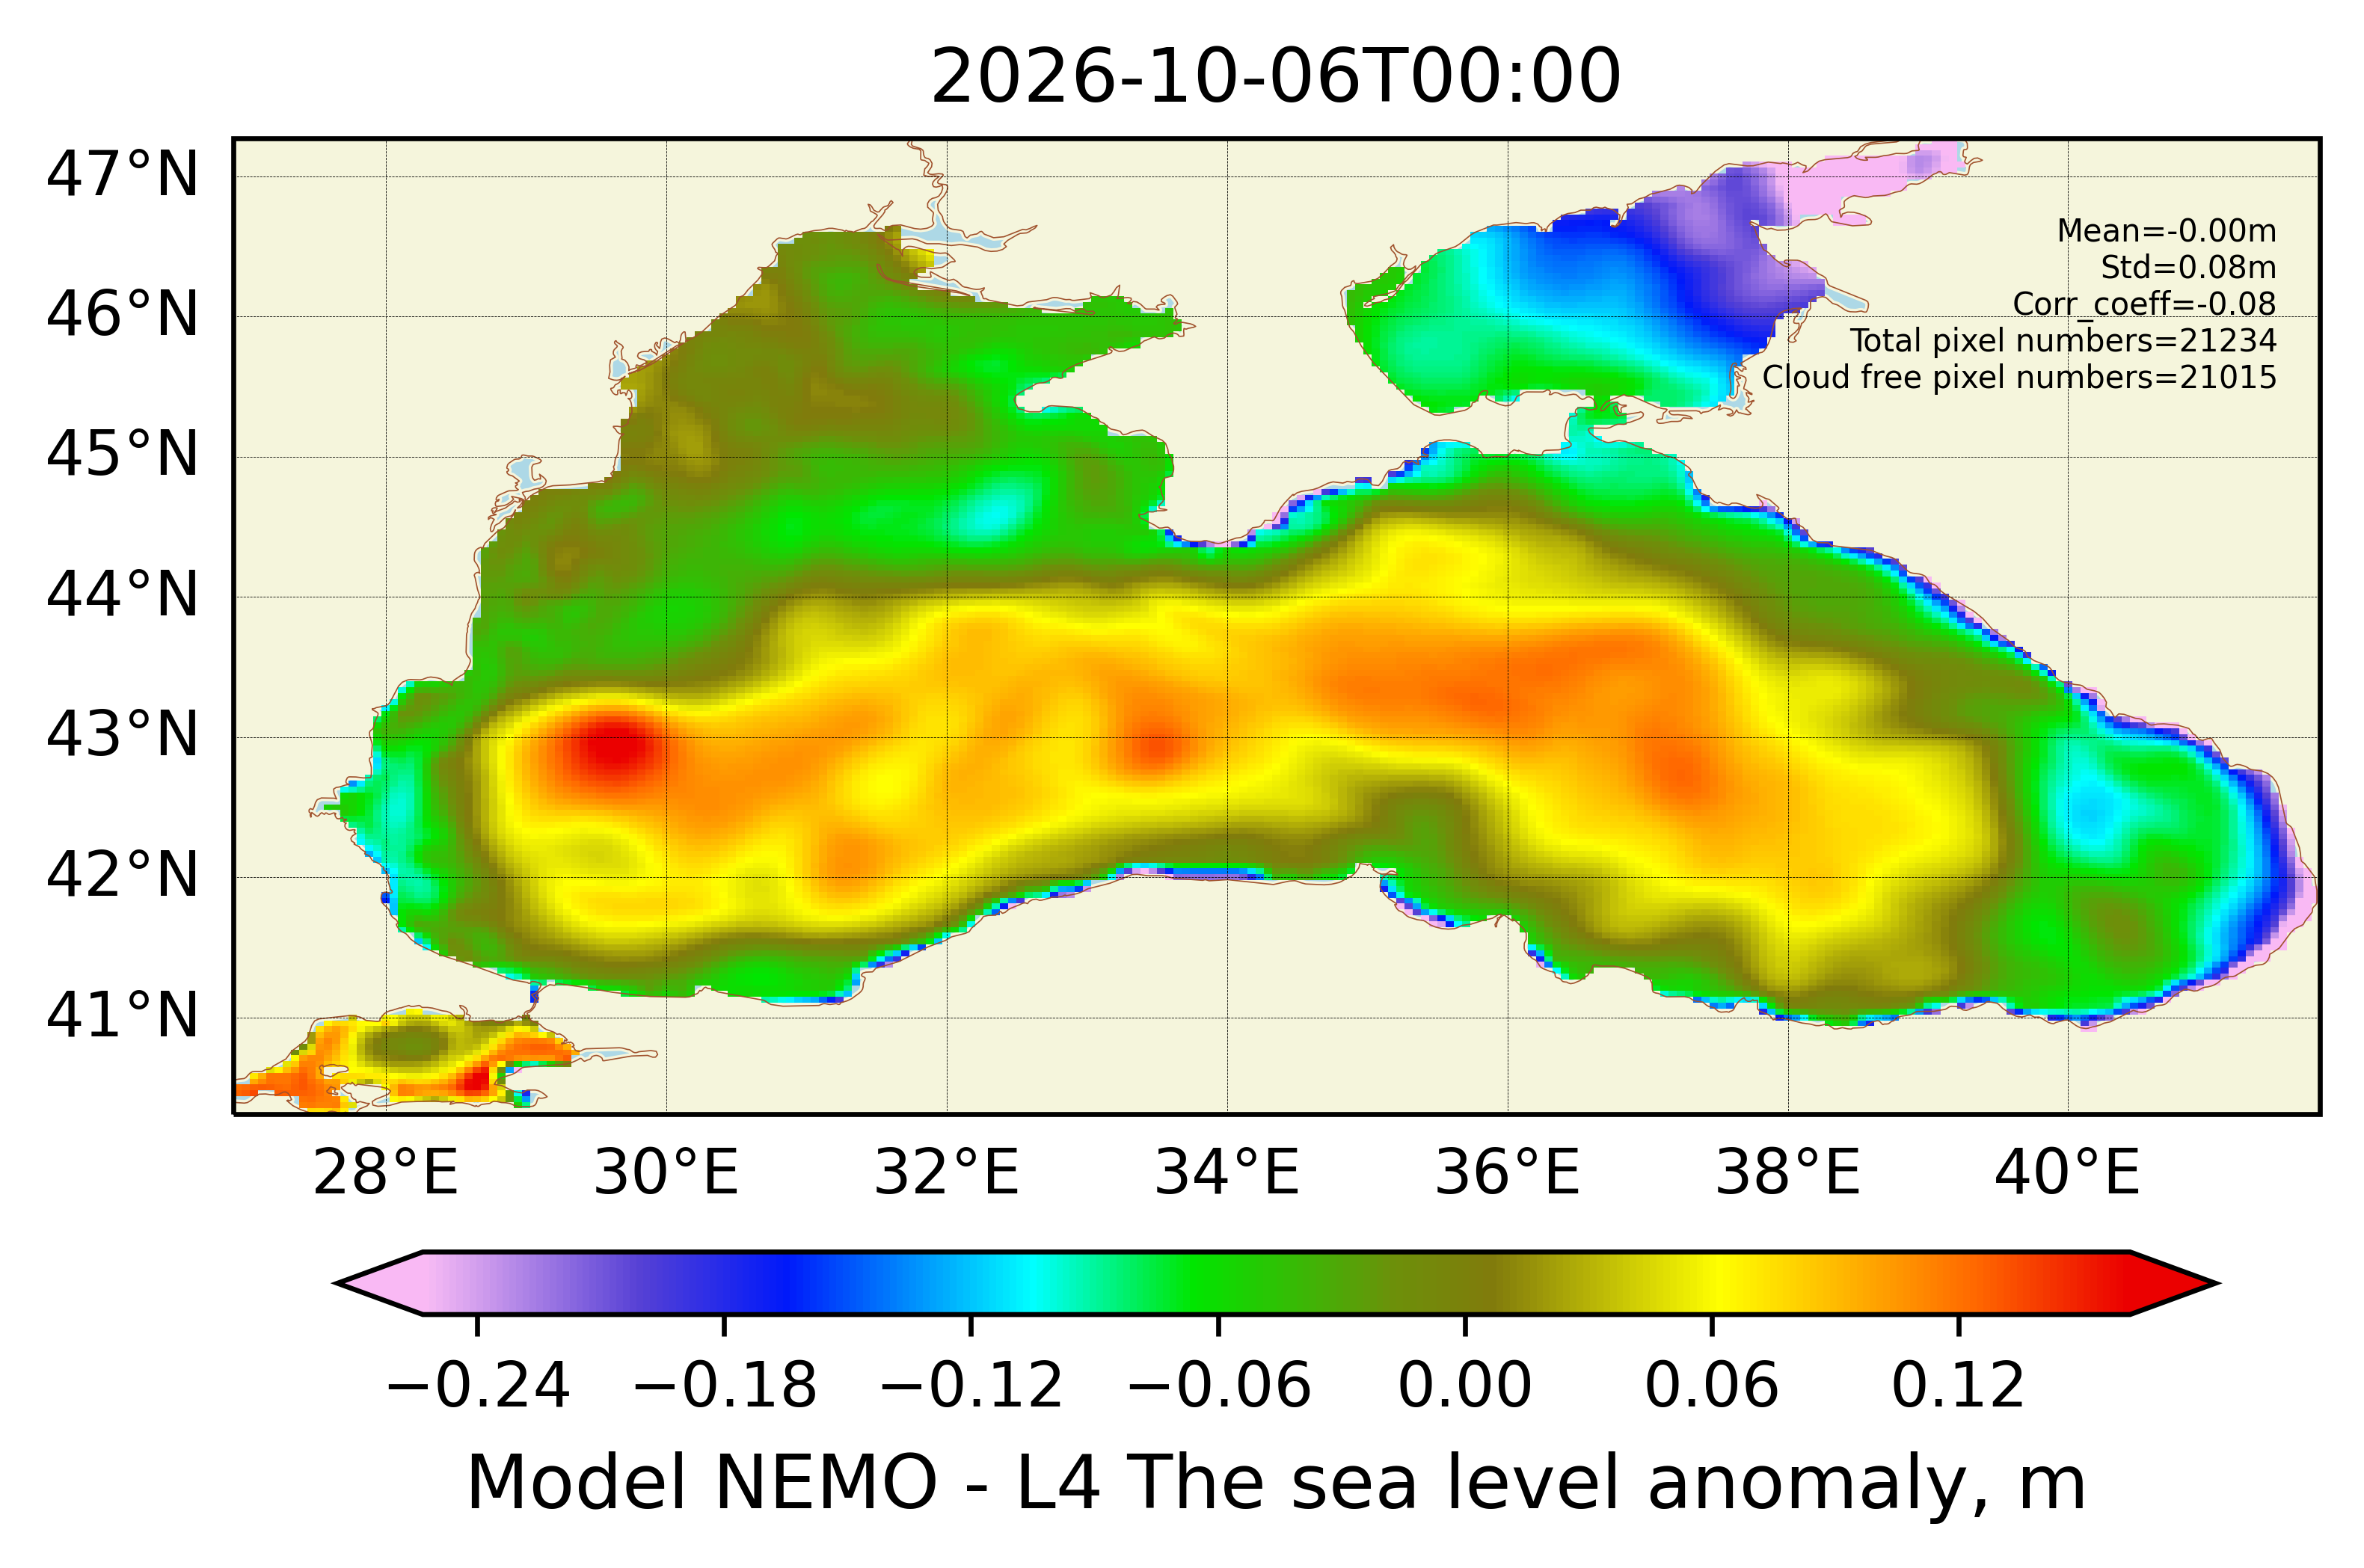 2026-10-06T00:00
47°N
46°N
45°N
44°N
43°N
42°N
41°N
Mean=-0.00m
Std=0.08m
Corr_coeff=-0.08
Total pixel numbers=21234
Cloud free pixel numbers=21015
28°E 30°E 32°E 34°E 36°E 38°E 40°E
−0.24 −0.18 −0.12 −0.06 0.00 0.06 0.12
Model NEMO - L4 The sea level anomaly, m